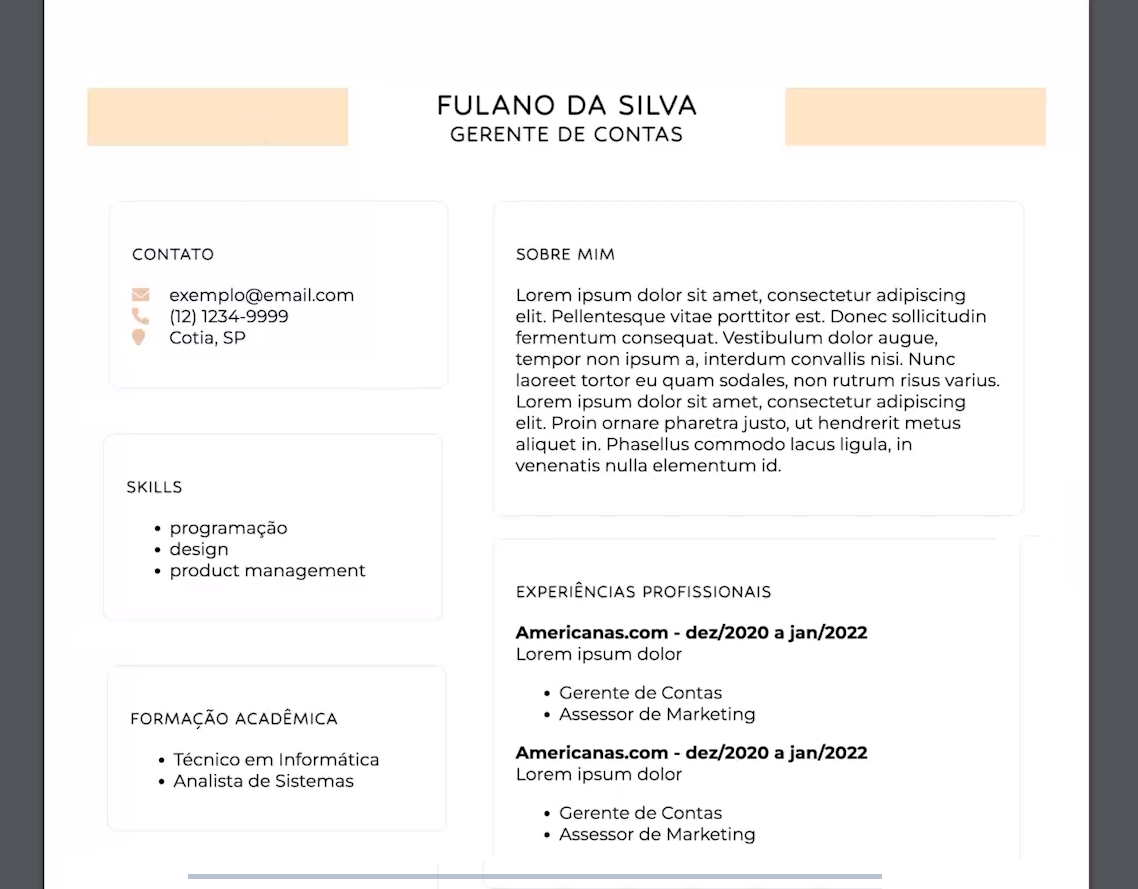 FULANO DA SILVA
GERENTE DE CONTAS
CONTATO
exemplo@email.com
(12) 1234-9999
Cotia, SP
SKILLS
• programação
• design
• product management
FORMAÇÃO ACADÊMICA
• Técnico em Informática
• Analista de Sistemas
SOBRE MIM
Lorem ipsum dolor sit amet, consectetur adipiscing
elit. Pellentesque vitae porttitor est. Donec sollicitudin
fermentum consequat. Vestibulum dolor augue,
tempor non ipsum a, interdum convallis nisi. Nunc
laoreet tortor eu quam sodales, non rutrum risus varius.
Lorem ipsum dolor sit amet, consectetur adipiscing
elit. Proin ornare pharetra justo, ut hendrerit metus
aliquet in. Phasellus commodo lacus ligula, in
venenatis nulla elementum id.
EXPERIÊNCIAS PROFISSIONAIS
Americanas.com - dez/2020 a jan/2022
Lorem ipsum dolor
• Gerente de Contas
• Assessor de Marketing
Americanas.com - dez/2020 a jan/2022
Lorem ipsum dolor
• Gerente de Contas
• Assessor de Marketing